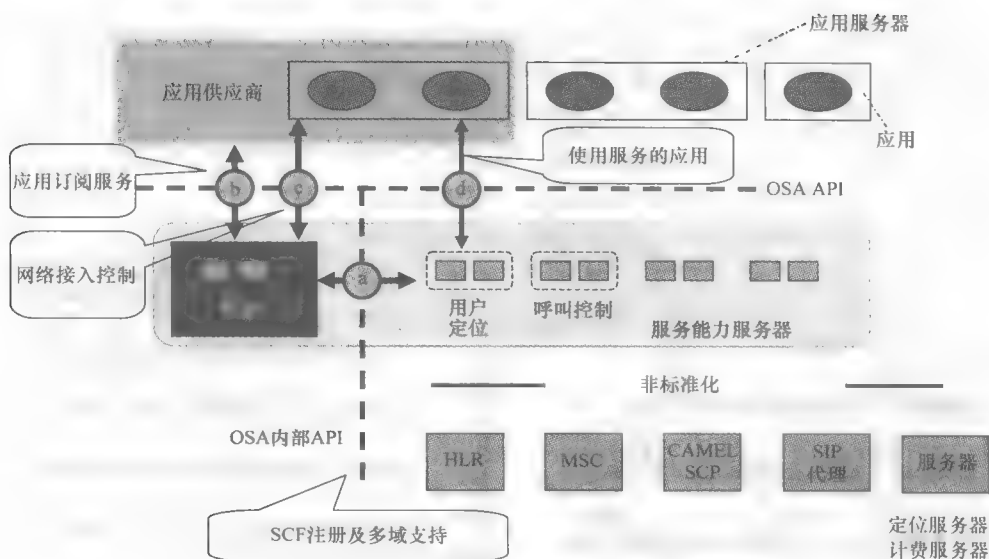 应用服务器
应用供应商
应用
使用服务的应用
应用订阅服务
b
c
d
OSA API
网络接入控制
a
用户
定位
呼叫控制
服务能力服务器
非标准化
OSA内部API
HLR
MSC
CAMEL
SCP
SIP
代理
服务器
SCF注册及多域支持
定位服务器
计费服务器